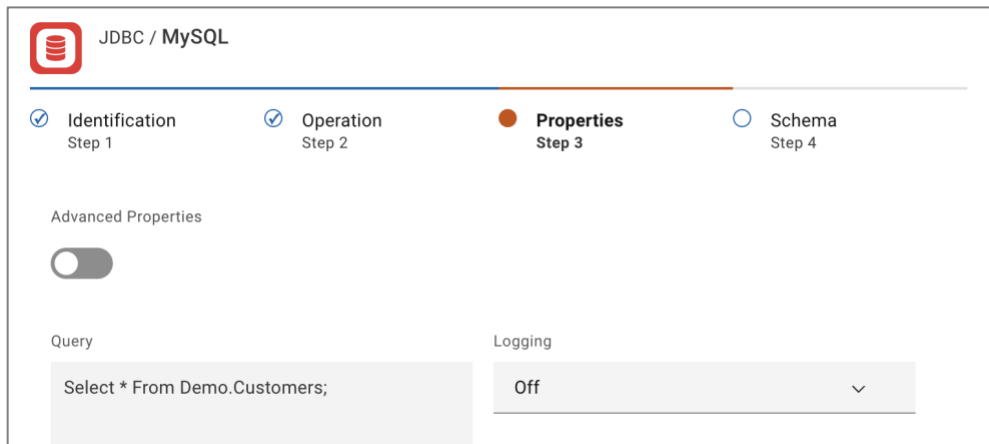 JDBC / MySQL
Identification
Step 1
Operation
Step 2
Properties
Step 3
Schema
Step 4
Advanced Properties
Query
Select * From Demo.Customers;
Logging
Off